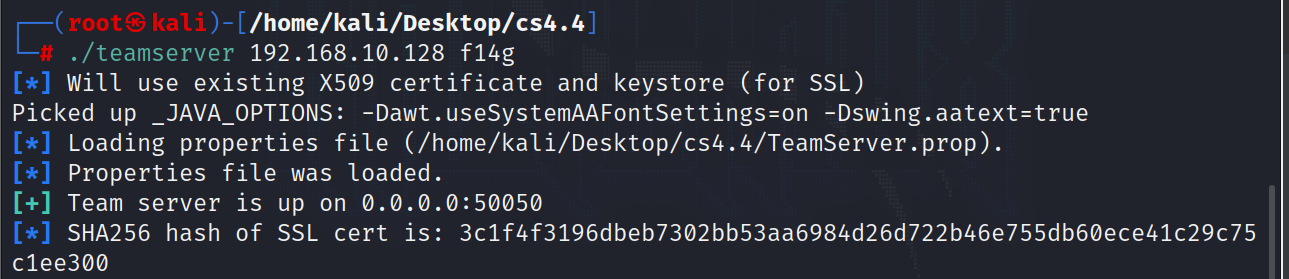 ┌──(root㉿kali)-[/home/kali/Desktop/cs4.4]
└─# ./teamserver 192.168.10.128 f14g
[*] Will use existing X509 certificate and keystore (for SSL)
Picked up _JAVA_OPTIONS: -Dawt.useSystemAAFontSettings=on -Dswing.aatext=true
[*] Loading properties file (/home/kali/Desktop/cs4.4/TeamServer.prop).
[*] Properties file was loaded.
[+] Team server is up on 0.0.0.0:50050
[*] SHA256 hash of SSL cert is: 3c1f4f3196dbeb7302bb53aa6984d26d722b46e755db60ece41c29c75
c1ee300